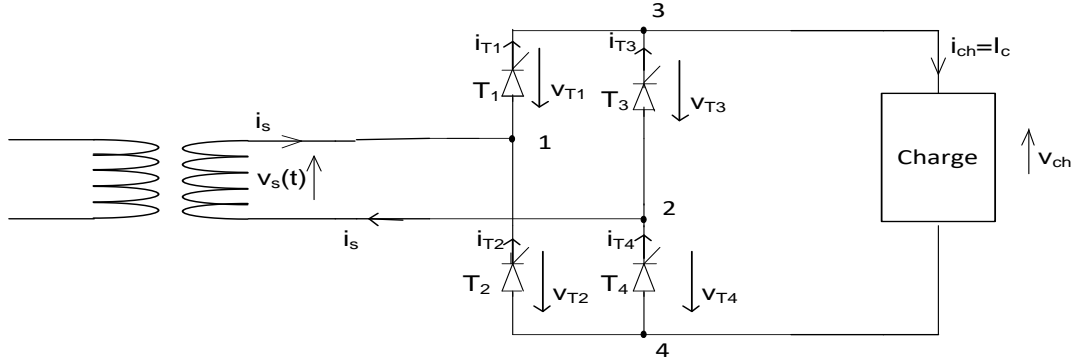 3
i_T1
i_T3
i_ch=I_c
T_1
v_T1
T_3
v_T3
i_s
1
v_s(t)
Charge
v_ch
2
i_s
i_T2
i_T4
T_2
v_T2
T_4
v_T4
4